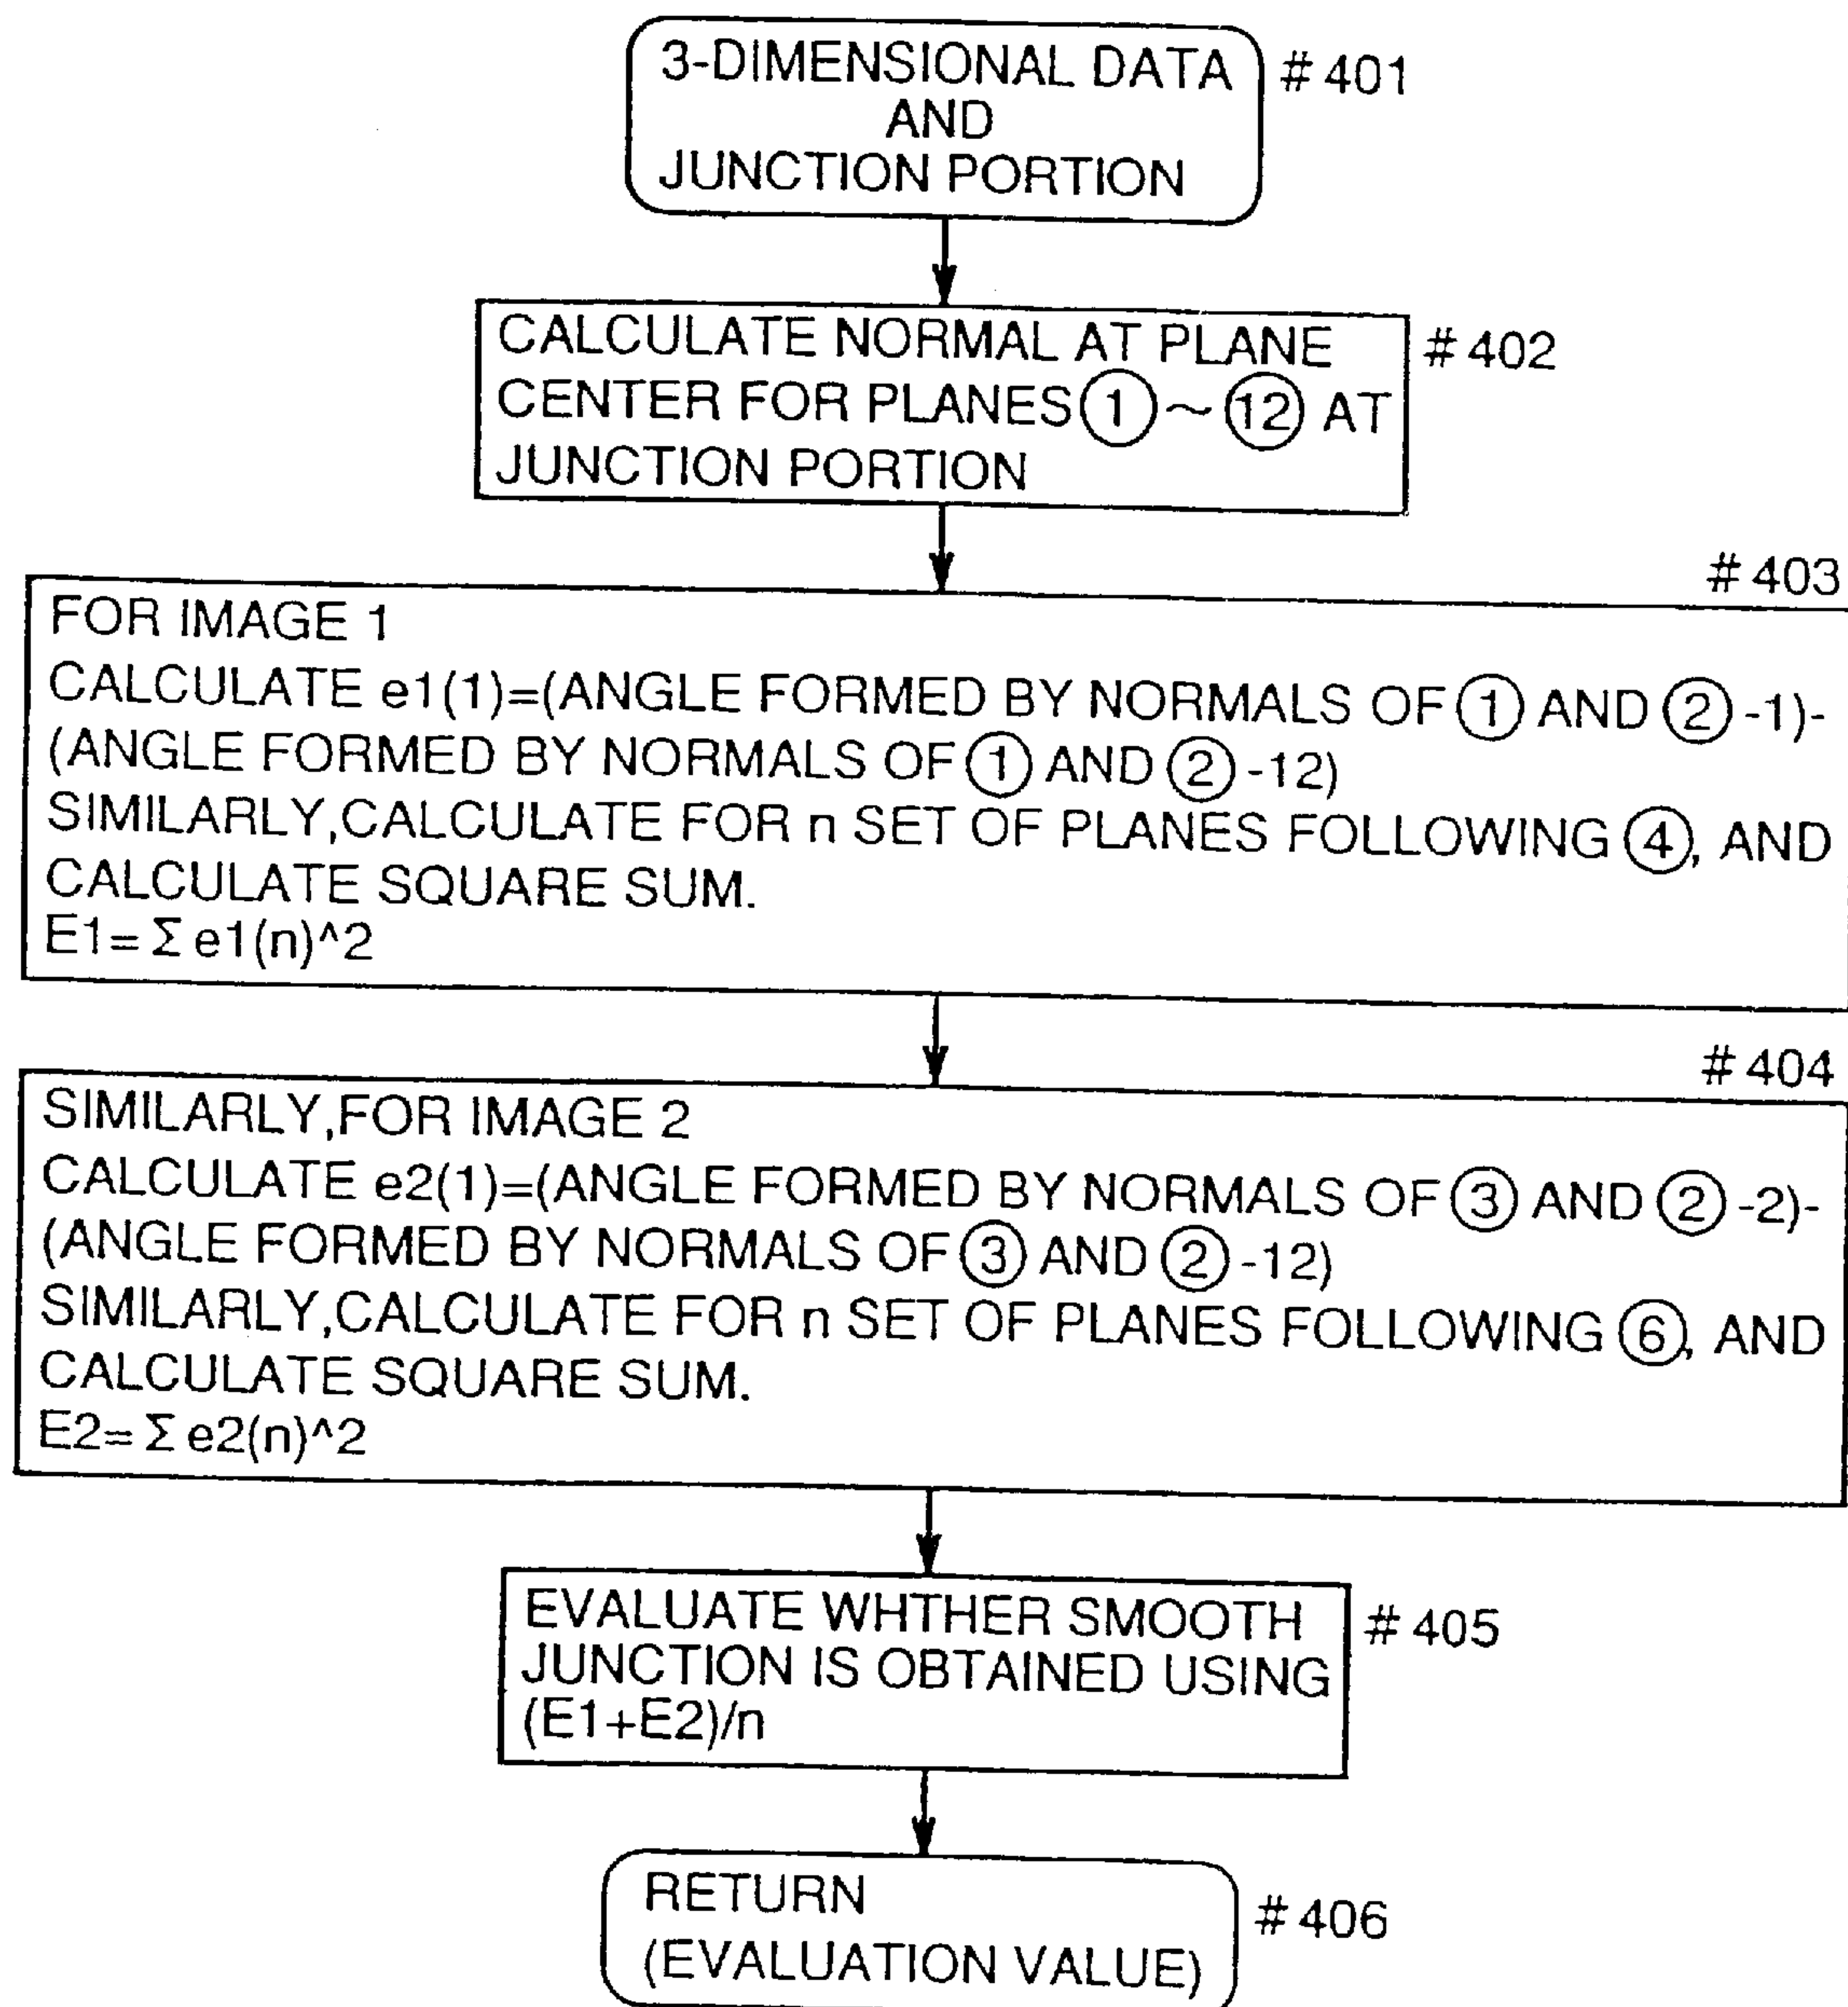 3-DIMENSIONAL DATA
AND
JUNCTION PORTION
#401
CALCULATE NORMAL AT PLANE
CENTER FOR PLANES ① ~ ⑫ AT
JUNCTION PORTION
#402
#403
FOR IMAGE 1
CALCULATE e1(1)=(ANGLE FORMED BY NORMALS OF ① AND ② -1)-
(ANGLE FORMED BY NORMALS OF ① AND ② -12)
SIMILARLY,CALCULATE FOR n SET OF PLANES FOLLOWING ④, AND
CALCULATE SQUARE SUM.
E1=Σ e1(n)^2
#404
SIMILARLY,FOR IMAGE 2
CALCULATE e2(1)=(ANGLE FORMED BY NORMALS OF ③ AND ② -2)-
(ANGLE FORMED BY NORMALS OF ③ AND ② -12)
SIMILARLY,CALCULATE FOR n SET OF PLANES FOLLOWING ⑥, AND
CALCULATE SQUARE SUM.
E2=Σ e2(n)^2
EVALUATE WHTHER SMOOTH
JUNCTION IS OBTAINED USING
(E1+E2)/n
#405
RETURN
(EVALUATION VALUE)
#406